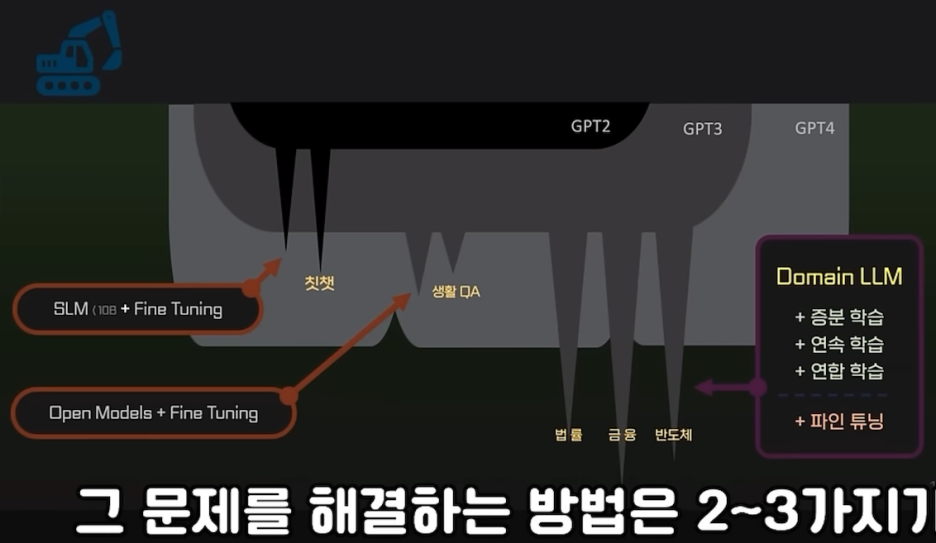 GPT2
GPT3
GPT4
칫챗
생활 QA
SLM (10B + Fine Tuning
Open Models + Fine Tuning
법률
금융
반도체
Domain LLM
+ 증분 학습
+ 연속 학습
+ 연합 학습
+ 파인 튜닝
그 문제를 해결하는 방법은 2~3가지가